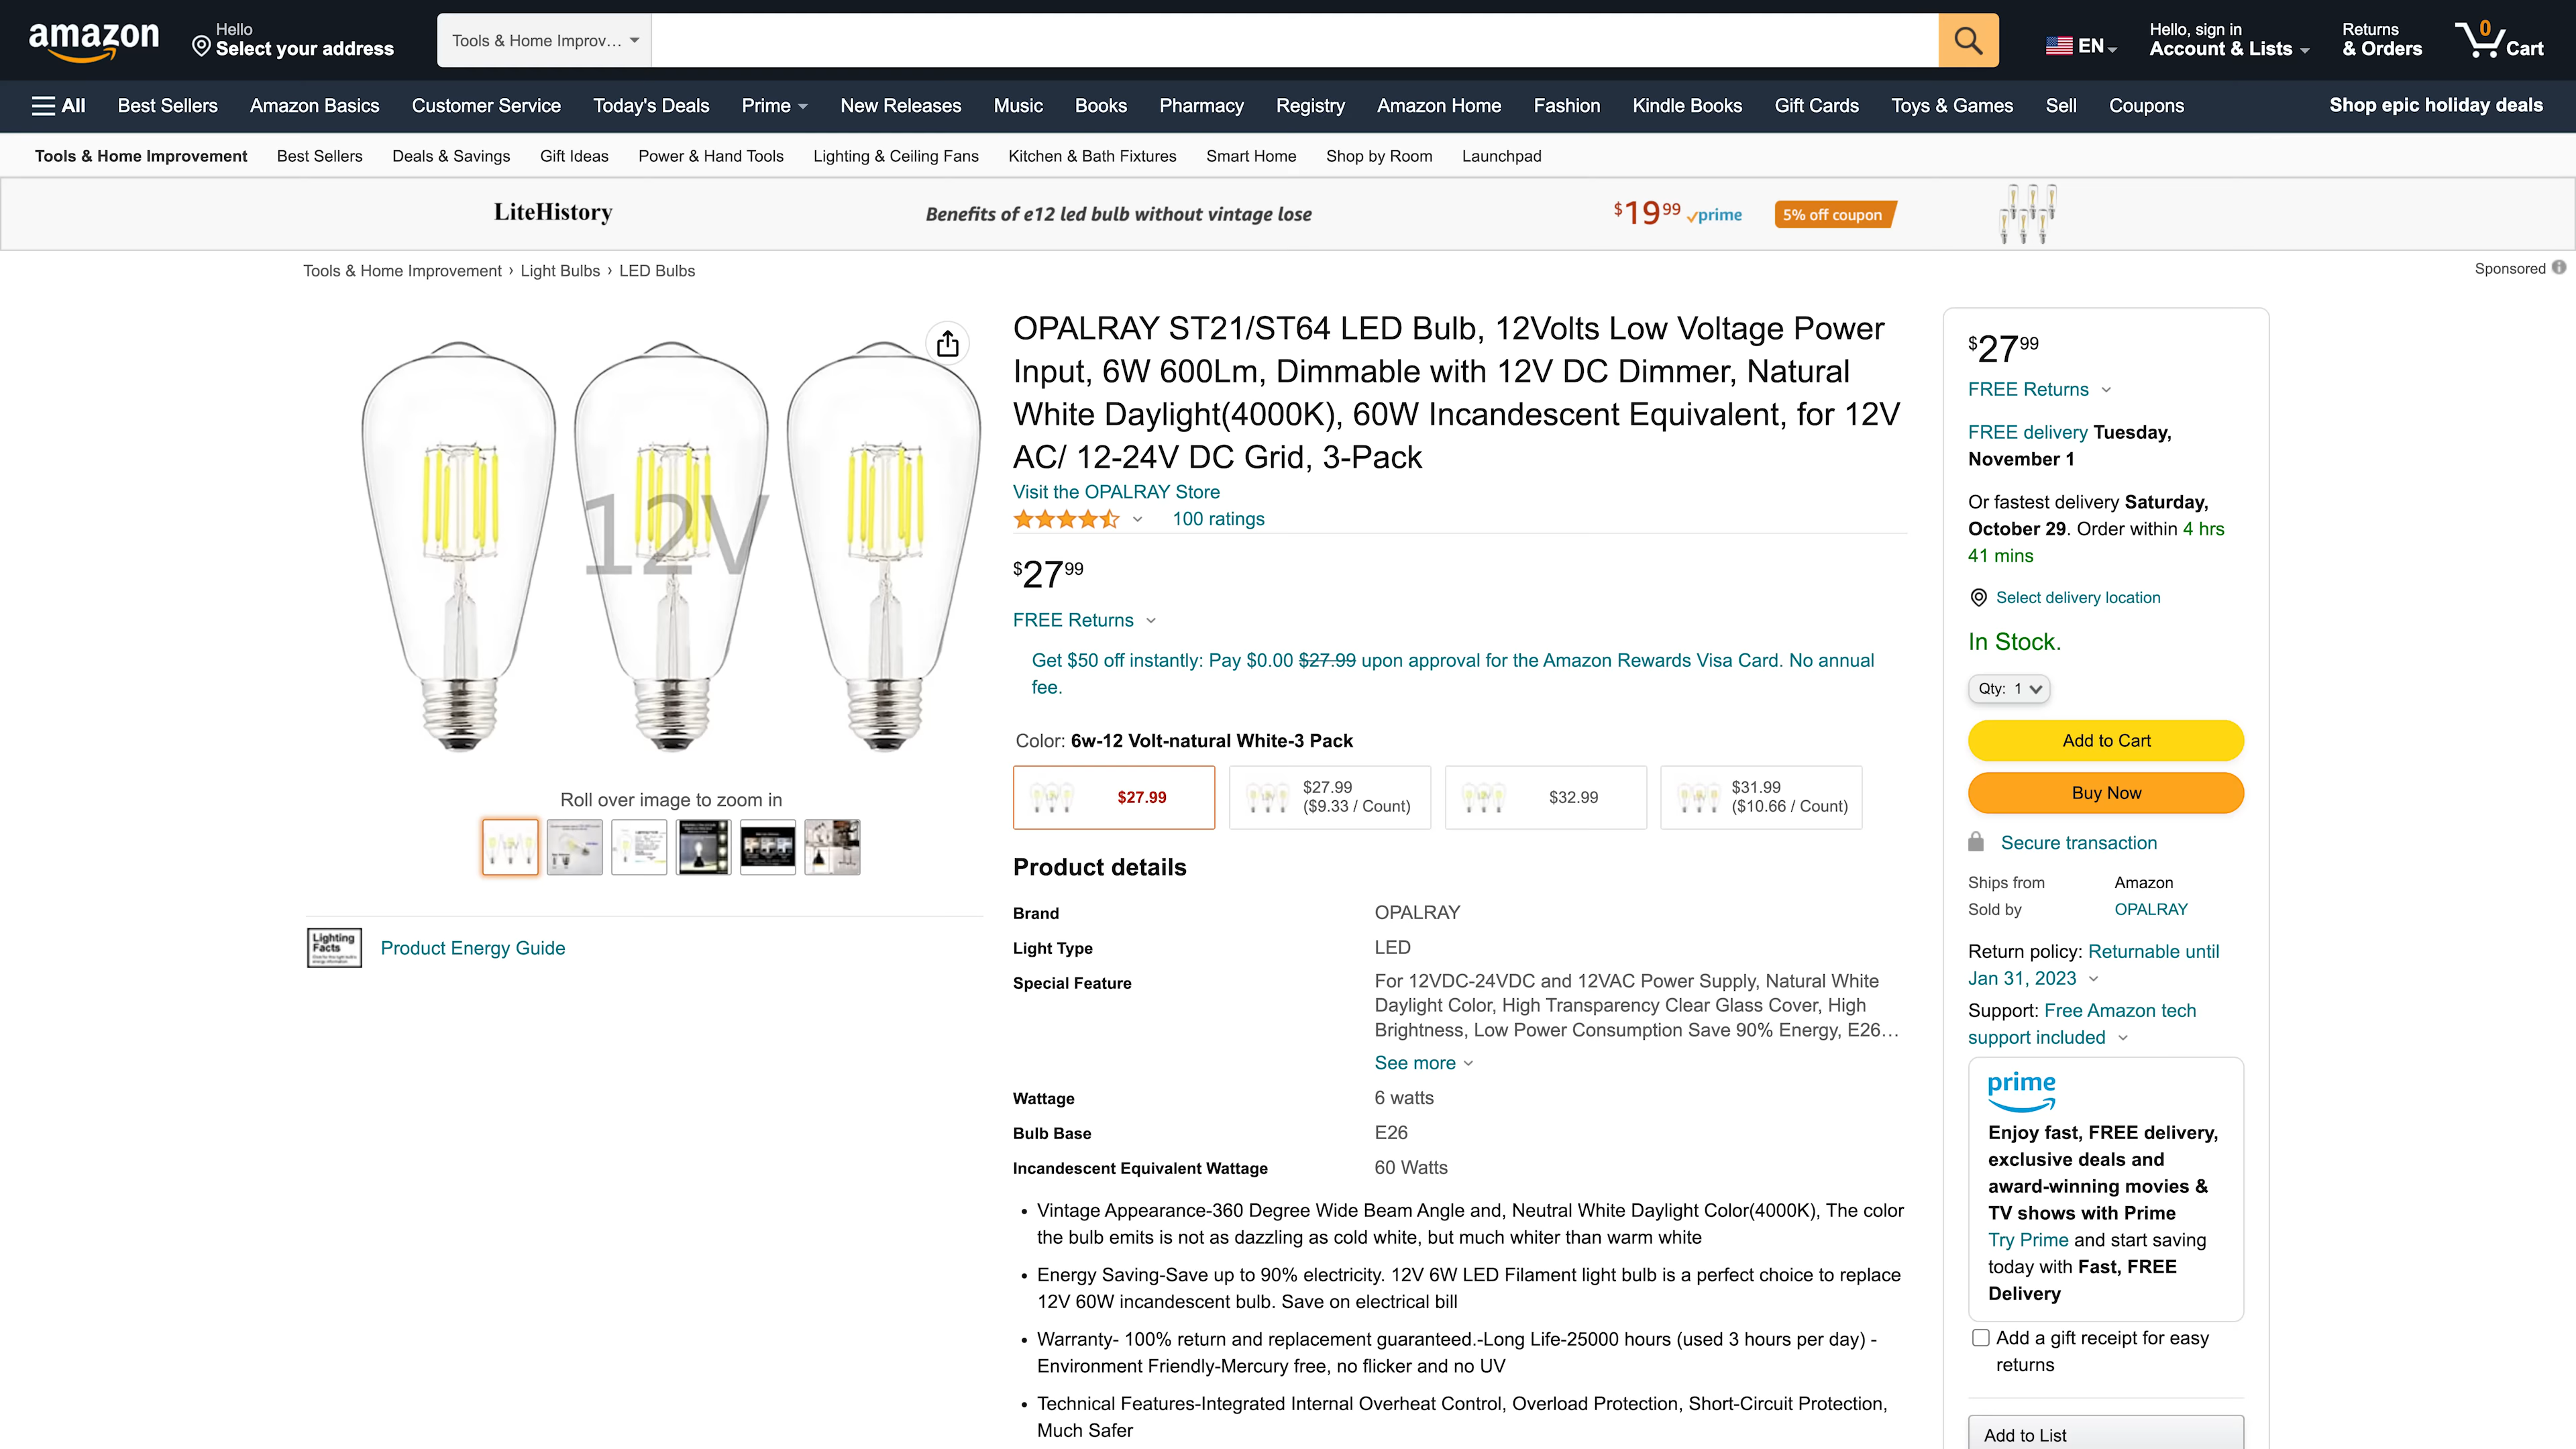 amazon
Hello
Select your address
Tools & Home Improv...
EN
Hello, sign in
Account & Lists
Returns
& Orders
0
Cart
All
Best Sellers
Amazon Basics
Customer Service
Today's Deals
Prime
New Releases
Music
Books
Pharmacy
Registry
Amazon Home
Fashion
Kindle Books
Gift Cards
Toys & Games
Sell
Coupons
Shop epic holiday deals
Tools & Home Improvement
Best Sellers
Deals & Savings
Gift Ideas
Power & Hand Tools
Lighting & Ceiling Fans
Kitchen & Bath Fixtures
Smart Home
Shop by Room
Launchpad
LiteHistory
Benefits of e12 led bulb without vintage lose
$19 99 prime
5% off coupon
Tools & Home Improvement › Light Bulbs › LED Bulbs
Sponsored
12V
Roll over image to zoom in
Lighting
Facts
Product Energy Guide
OPALRAY ST21/ST64 LED Bulb, 12Volts Low Voltage Power
Input, 6W 600Lm, Dimmable with 12V DC Dimmer, Natural
White Daylight(4000K), 60W Incandescent Equivalent, for 12V
AC/ 12-24V DC Grid, 3-Pack
Visit the OPALRAY Store
100 ratings
$27 99
FREE Returns
Get $50 off instantly: Pay $0.00 $27.99 upon approval for the Amazon Rewards Visa Card. No annual
fee.
Color: 6w-12 Volt-natural White-3 Pack
$27.99
$27.99
($9.33 / Count)
$32.99
$31.99
($10.66 / Count)
Product details
Brand OPALRAY
Light Type LED
Special Feature For 12VDC-24VDC and 12VAC Power Supply, Natural White
Daylight Color, High Transparency Clear Glass Cover, High
Brightness, Low Power Consumption Save 90% Energy, E26…
See more
Wattage 6 watts
Bulb Base E26
Incandescent Equivalent Wattage 60 Watts
• Vintage Appearance-360 Degree Wide Beam Angle and, Neutral White Daylight Color(4000K), The color
the bulb emits is not as dazzling as cold white, but much whiter than warm white
• Energy Saving-Save up to 90% electricity. 12V 6W LED Filament light bulb is a perfect choice to replace
12V 60W incandescent bulb. Save on electrical bill
• Warranty- 100% return and replacement guaranteed.-Long Life-25000 hours (used 3 hours per day) -
Environment Friendly-Mercury free, no flicker and no UV
• Technical Features-Integrated Internal Overheat Control, Overload Protection, Short-Circuit Protection,
Much Safer
$27 99
FREE Returns
FREE delivery Tuesday,
November 1
Or fastest delivery Saturday,
October 29. Order within 4 hrs
41 mins
Select delivery location
In Stock.
Qty: 1
Add to Cart
Buy Now
Secure transaction
Ships from Amazon
Sold by OPALRAY
Return policy: Returnable until
Jan 31, 2023
Support: Free Amazon tech
support included
prime
Enjoy fast, FREE delivery,
exclusive deals and
award-winning movies &
TV shows with Prime
Try Prime and start saving
today with Fast, FREE
Delivery
Add a gift receipt for easy
returns
Add to List